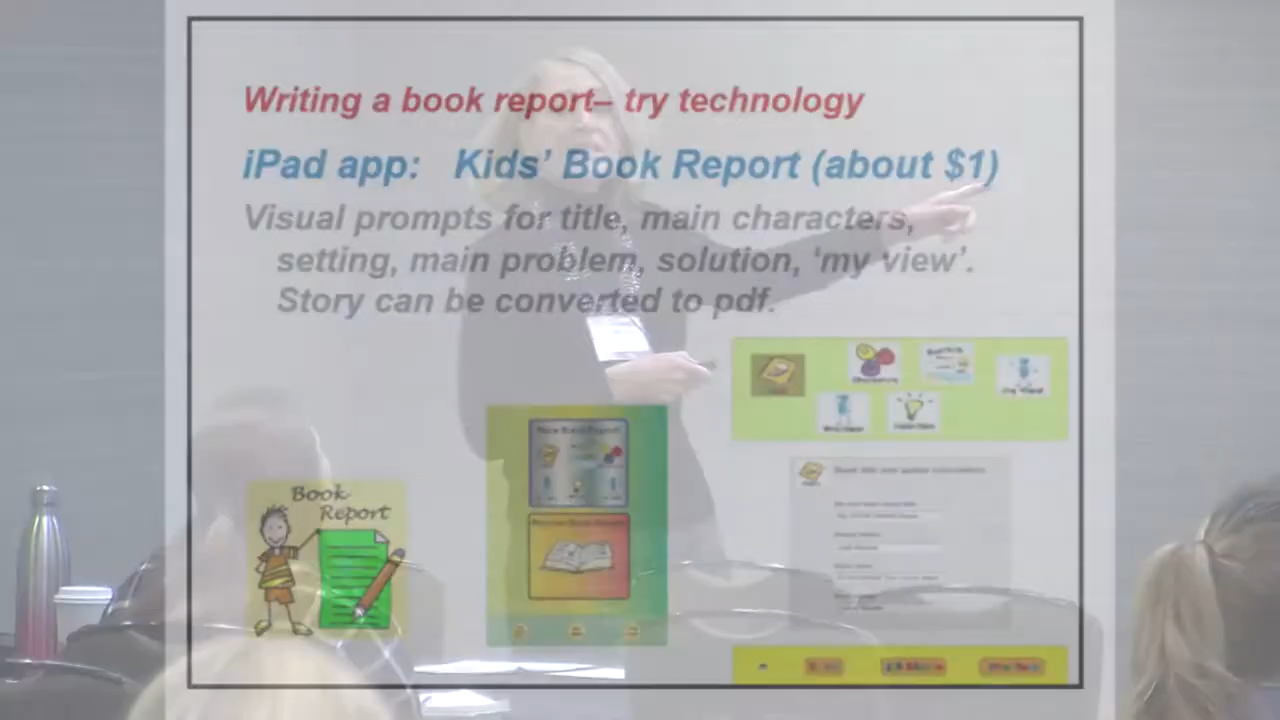 Writing a book report– try technology
iPad app: Kids’ Book Report (about $1)
Visual prompts for title, main characters,
setting, main problem, solution, ‘my view’.
Story can be converted to pdf.
Book
Report